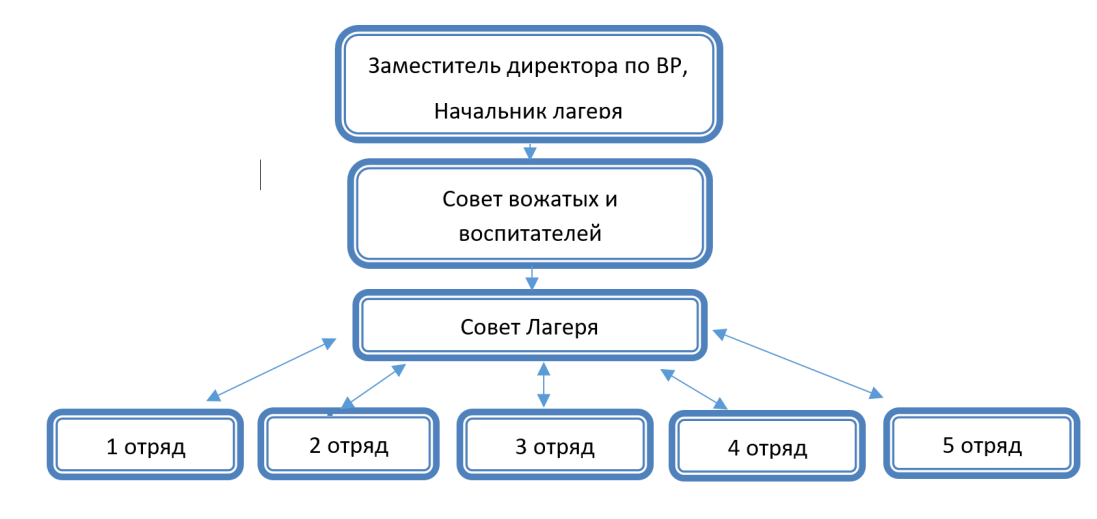 Заместитель директора по ВР,
Начальник лагеря
Совет вожатых и
воспитателей
Совет Лагеря
1 отряд
2 отряд
3 отряд
4 отряд
5 отряд